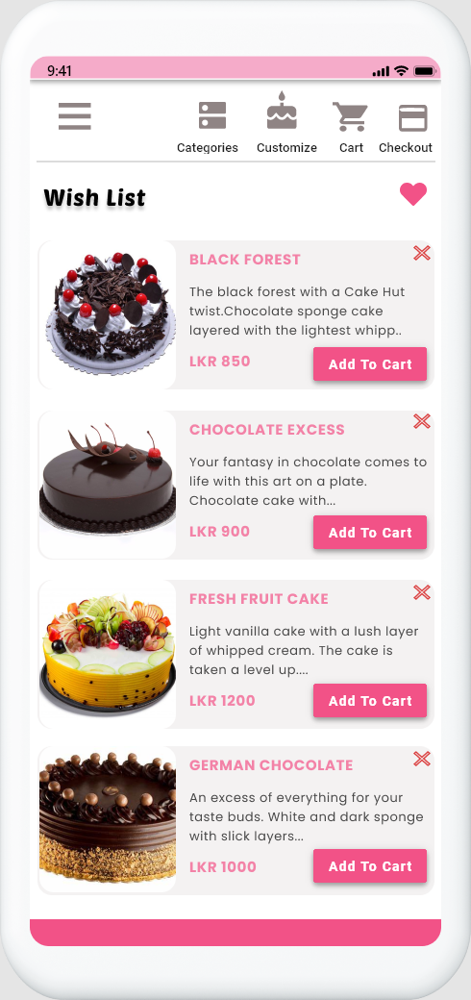 9:41
Categories Customize Cart Checkout
Wish List
BLACK FOREST
The black forest with a Cake Hut
twist.Chocolate sponge cake
layered with the lightest whipp..
LKR 850 Add To Cart
CHOCOLATE EXCESS
Your fantasy in chocolate comes to
life with this art on a plate.
Chocolate cake with...
LKR 900 Add To Cart
FRESH FRUIT CAKE
Light vanilla cake with a lush layer
of whipped cream. The cake is
taken a level up....
LKR 1200 Add To Cart
GERMAN CHOCOLATE
An excess of everything for your
taste buds. White and dark sponge
with slick layers...
LKR 1000 Add To Cart